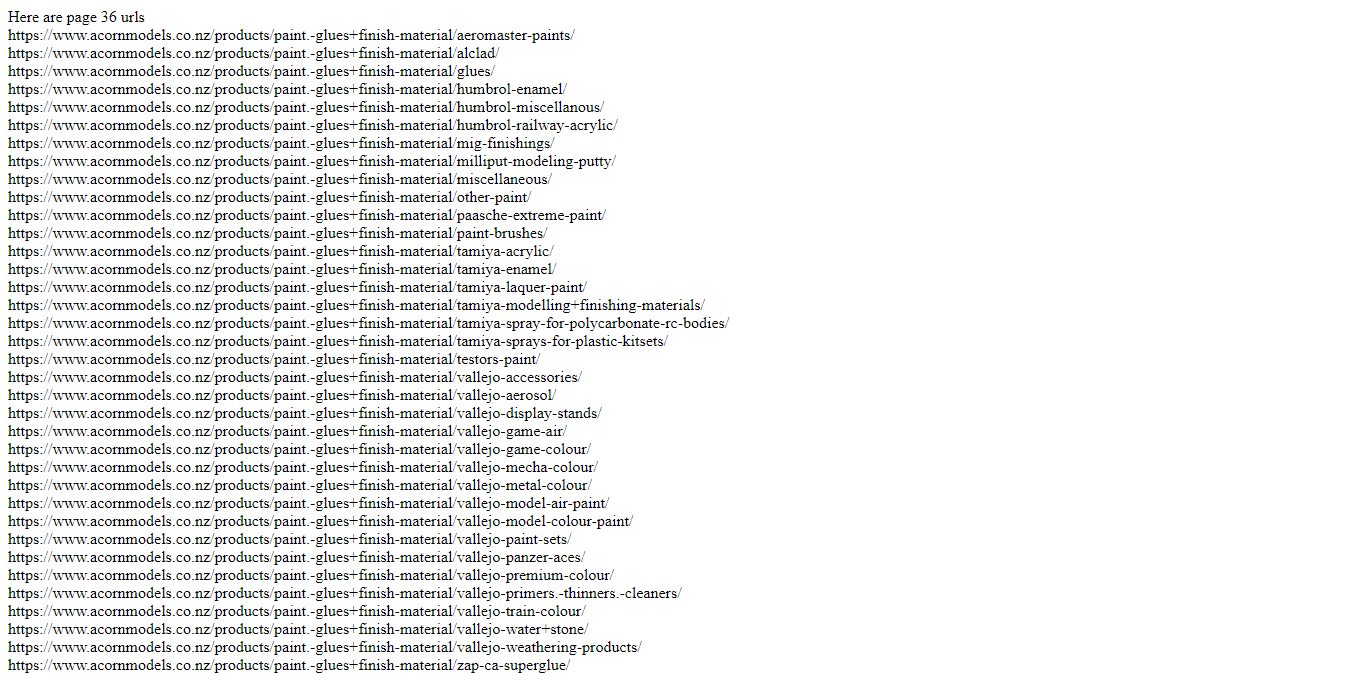 Here are page 36 urls
https://www.acornmodels.co.nz/products/paint.-glues+finish-material/aeromaster-paints/
https://www.acornmodels.co.nz/products/paint.-glues+finish-material/alclad/
https://www.acornmodels.co.nz/products/paint.-glues+finish-material/glues/
https://www.acornmodels.co.nz/products/paint.-glues+finish-material/humbrol-enamel/
https://www.acornmodels.co.nz/products/paint.-glues+finish-material/humbrol-miscellanous/
https://www.acornmodels.co.nz/products/paint.-glues+finish-material/humbrol-railway-acrylic/
https://www.acornmodels.co.nz/products/paint.-glues+finish-material/mig-finishings/
https://www.acornmodels.co.nz/products/paint.-glues+finish-material/milliput-modeling-putty/
https://www.acornmodels.co.nz/products/paint.-glues+finish-material/miscellaneous/
https://www.acornmodels.co.nz/products/paint.-glues+finish-material/other-paint/
https://www.acornmodels.co.nz/products/paint.-glues+finish-material/paasche-extreme-paint/
https://www.acornmodels.co.nz/products/paint.-glues+finish-material/paint-brushes/
https://www.acornmodels.co.nz/products/paint.-glues+finish-material/tamiya-acrylic/
https://www.acornmodels.co.nz/products/paint.-glues+finish-material/tamiya-enamel/
https://www.acornmodels.co.nz/products/paint.-glues+finish-material/tamiya-laquer-paint/
https://www.acornmodels.co.nz/products/paint.-glues+finish-material/tamiya-modelling+finishing-materials/
https://www.acornmodels.co.nz/products/paint.-glues+finish-material/tamiya-spray-for-polycarbonate-rc-bodies/
https://www.acornmodels.co.nz/products/paint.-glues+finish-material/tamiya-sprays-for-plastic-kitsets/
https://www.acornmodels.co.nz/products/paint.-glues+finish-material/testors-paint/
https://www.acornmodels.co.nz/products/paint.-glues+finish-material/vallejo-accessories/
https://www.acornmodels.co.nz/products/paint.-glues+finish-material/vallejo-aerosol/
https://www.acornmodels.co.nz/products/paint.-glues+finish-material/vallejo-display-stands/
https://www.acornmodels.co.nz/products/paint.-glues+finish-material/vallejo-game-air/
https://www.acornmodels.co.nz/products/paint.-glues+finish-material/vallejo-game-colour/
https://www.acornmodels.co.nz/products/paint.-glues+finish-material/vallejo-mecha-colour/
https://www.acornmodels.co.nz/products/paint.-glues+finish-material/vallejo-metal-colour/
https://www.acornmodels.co.nz/products/paint.-glues+finish-material/vallejo-model-air-paint/
https://www.acornmodels.co.nz/products/paint.-glues+finish-material/vallejo-model-colour-paint/
https://www.acornmodels.co.nz/products/paint.-glues+finish-material/vallejo-paint-sets/
https://www.acornmodels.co.nz/products/paint.-glues+finish-material/vallejo-panzer-aces/
https://www.acornmodels.co.nz/products/paint.-glues+finish-material/vallejo-premium-colour/
https://www.acornmodels.co.nz/products/paint.-glues+finish-material/vallejo-primers.-thinners.-cleaners/
https://www.acornmodels.co.nz/products/paint.-glues+finish-material/vallejo-train-colour/
https://www.acornmodels.co.nz/products/paint.-glues+finish-material/vallejo-water+stone/
https://www.acornmodels.co.nz/products/paint.-glues+finish-material/vallejo-weathering-products/
https://www.acornmodels.co.nz/products/paint.-glues+finish-material/zap-ca-superglue/